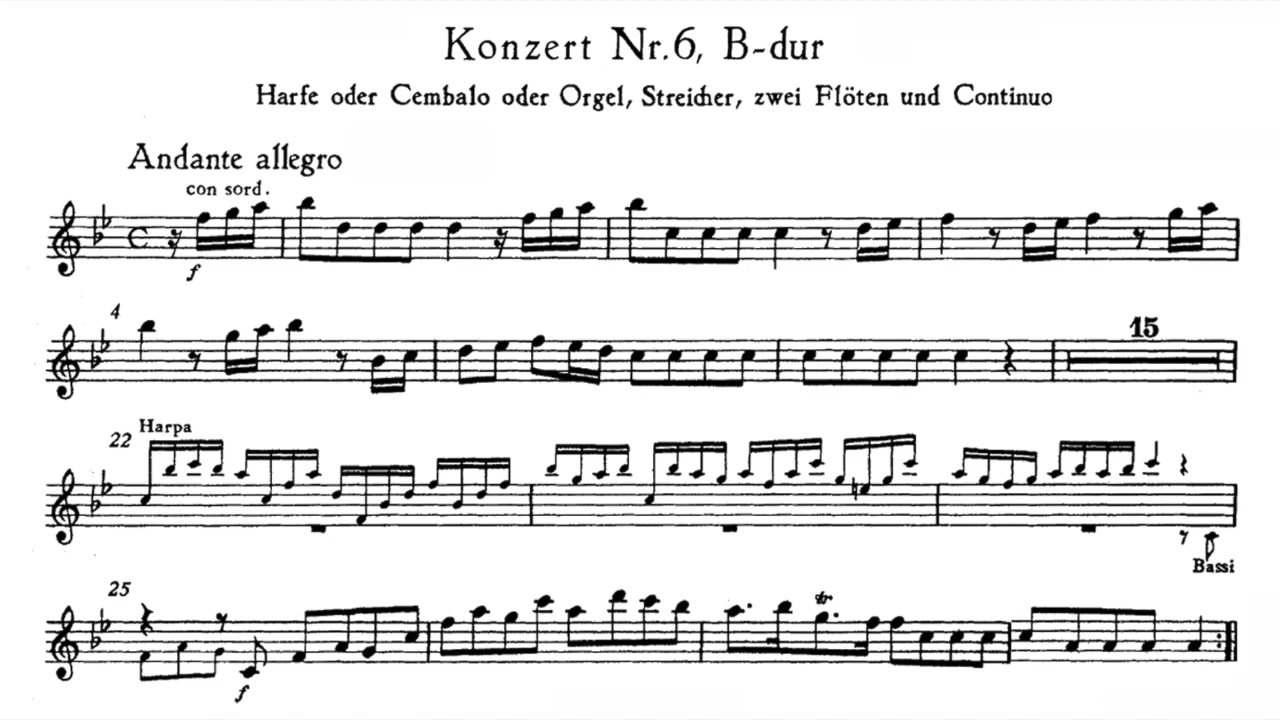 Konzert Nr.6, B-dur
Harfe oder Cembalo oder Orgel, Streicher, zwei Flöten und Continuo
Andante allegro
con sord.
f
4
15
22
Harpa
Bassi
25
tr
f